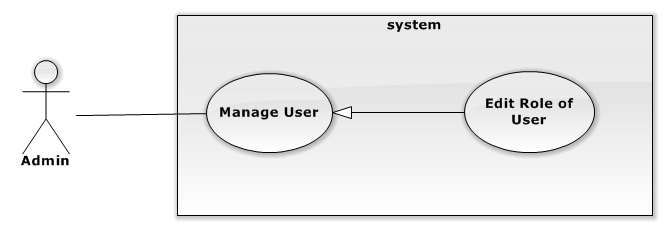 system
Manage User
Edit Role of
User
Admin